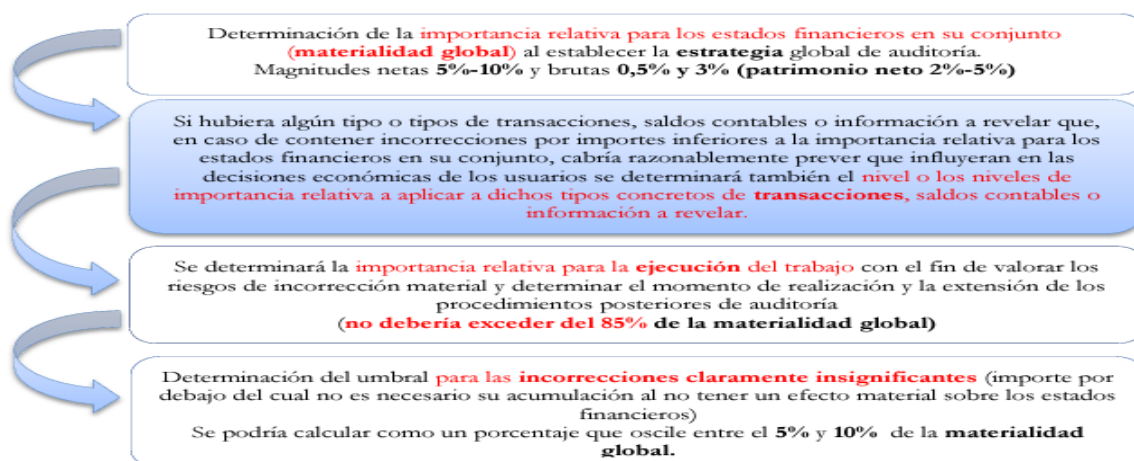 Determinación de la importancia relativa para los estados financieros en su conjunto
(materialidad global) al establecer la estrategia global de auditoría.
Magnitudes netas 5%-10% y brutas 0,5% y 3% (patrimonio neto 2%-5%)
Si hubiera algún tipo o tipos de transacciones, saldos contables o información a revelar que,
en caso de contener incorrecciones por importes inferiores a la importancia relativa para los
estados financieros en su conjunto, cabría razonablemente prever que influyeran en las
decisiones económicas de los usuarios se determinará también el nivel o los niveles de
importancia relativa a aplicar a dichos tipos concretos de transacciones, saldos contables o
información a revelar.
Se determinará la importancia relativa para la ejecución del trabajo con el fin de valorar los
riesgos de incorrección material y determinar el momento de realización y la extensión de los
procedimientos posteriores de auditoría
(no debería exceder del 85% de la materialidad global)
Determinación del umbral para las incorrecciones claramente insignificantes (importe por
debajo del cual no es necesario su acumulación al no tener un efecto material sobre los estados
financieros)
Se podría calcular como un porcentaje que oscile entre el 5% y 10% de la materialidad
global.